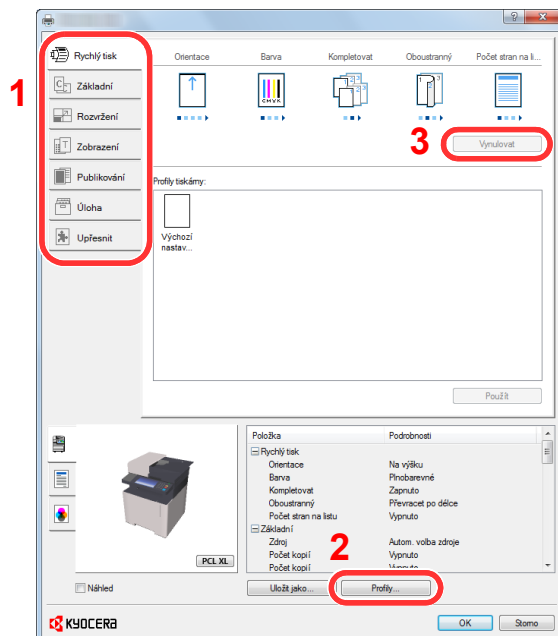 Rychlý tisk
Základní
Rozvržení
Zobrazení
Publikování
Úloha
Upřesnit
1
Orientace Barva Kompletovat Oboustranný Počet stran na li...
CMYK
3
Vynulovat
Profily tiskárny:
Výchozí
nastav...
Použít
PCL XL
Náhled
Položka Podrobnosti
Rychlý tisk
Orientace Na výšku
Barva Plnobarevné
Kompletovat Zapnuto
Oboustranný Převracet po délce
Počet stran na listu Vypnuto
Základní
Zdroj Autom. volba zdroje
Počet kopií Vypnuto
Počet kopií Vypnuto
2
Uložit jako... Profily...
KYOCERA
OK Storno